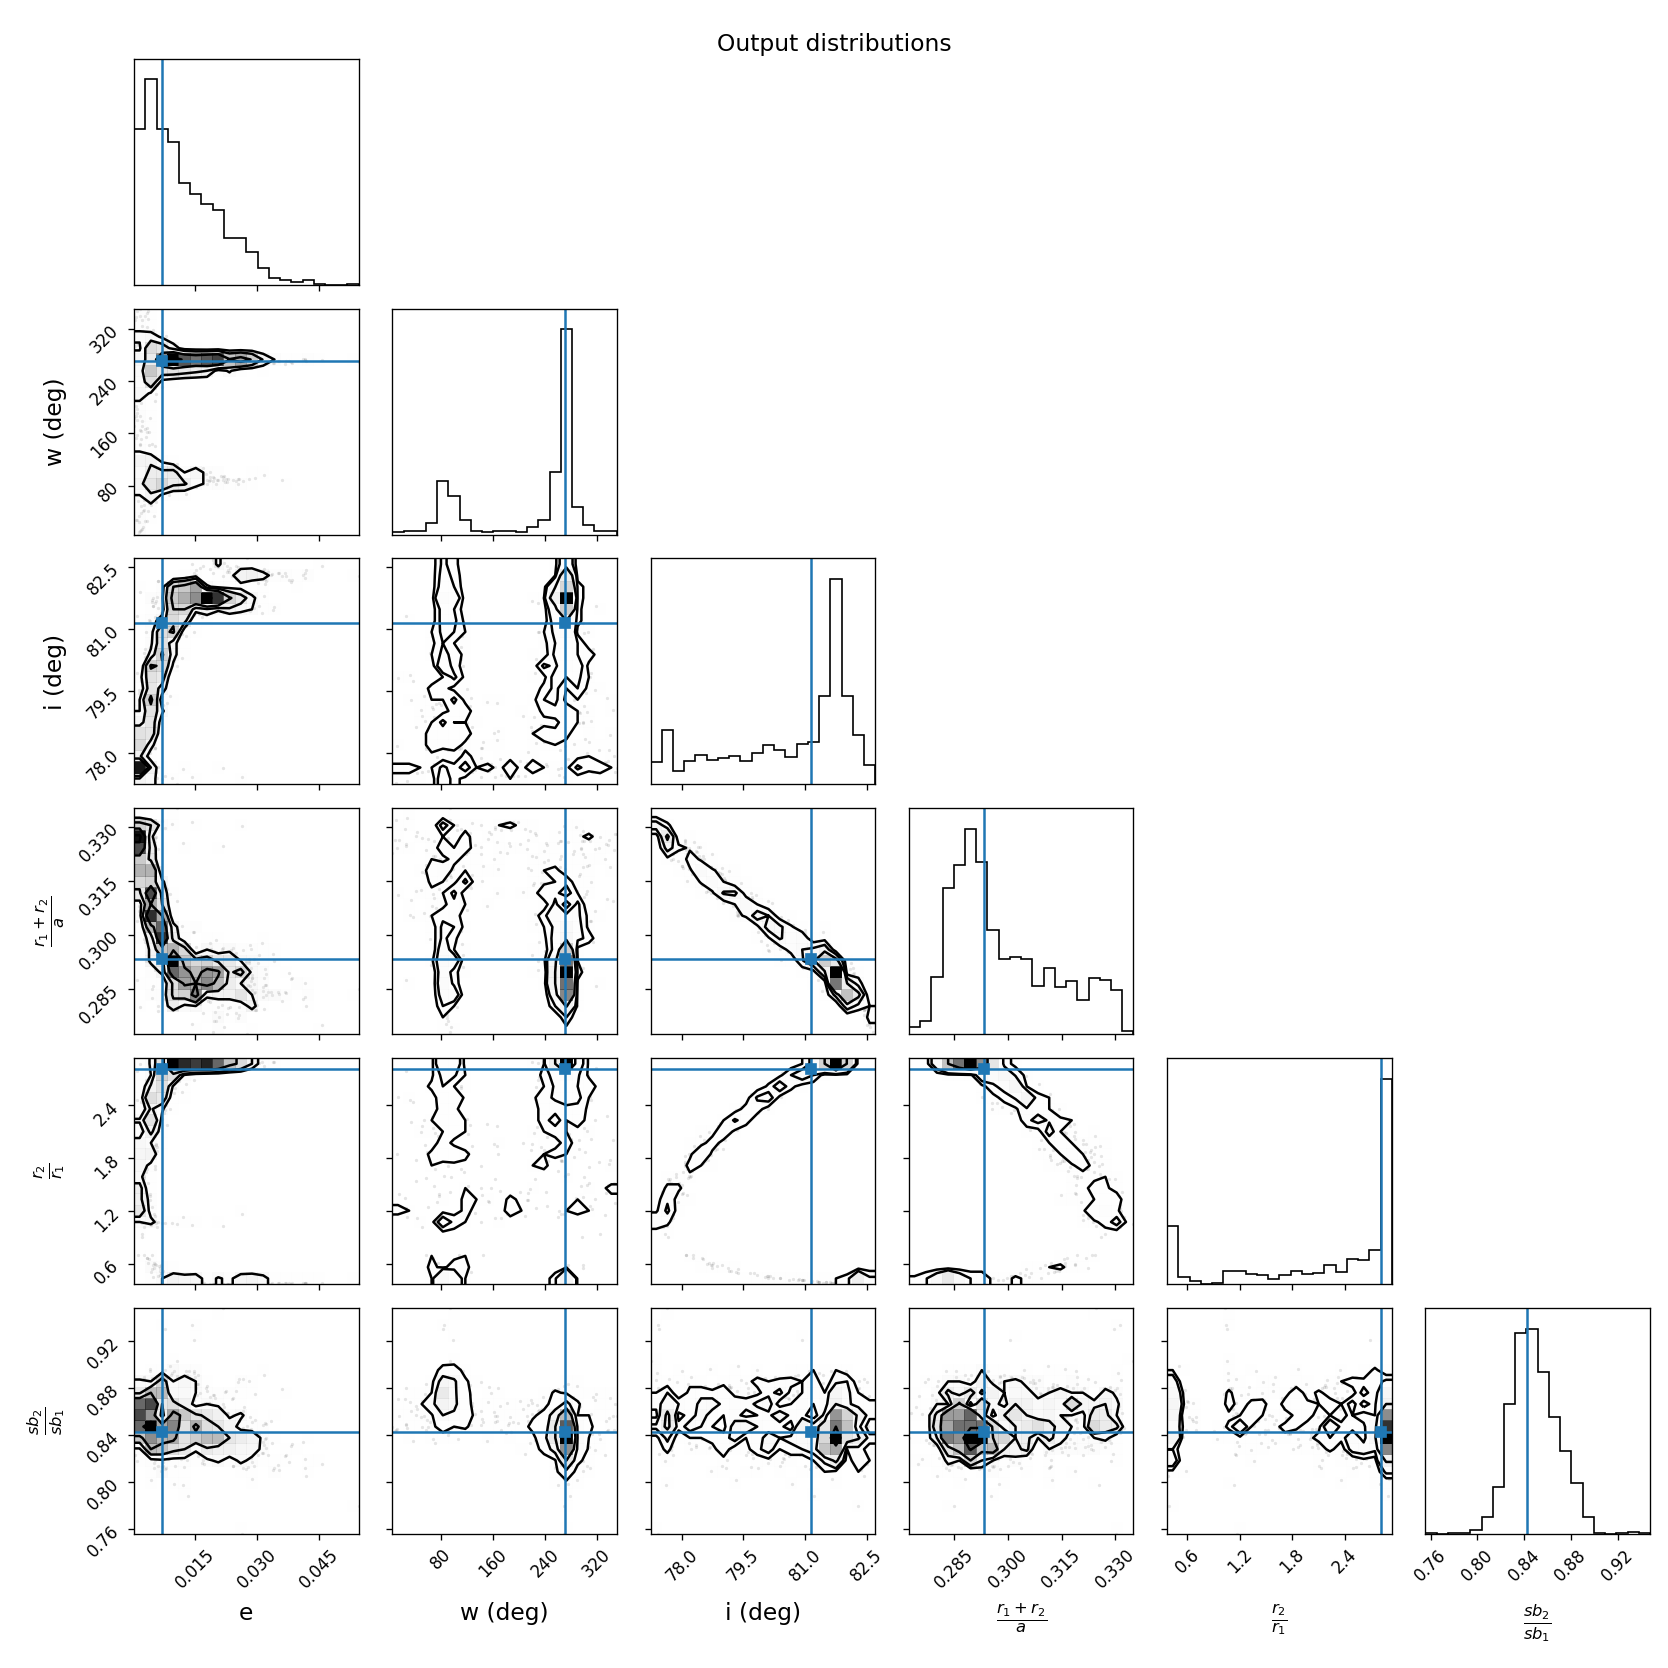 Output distributions
w (deg)
320
240
160
80
i (deg)
82.5
81.0
79.5
78.0
r₁ + r₂
a
0.330
0.315
0.300
0.285
r₂
r₁
2.4
1.8
1.2
0.6
sb₂
sb₁
0.92
0.88
0.84
0.80
0.76
0.015 0.030 0.045 80 160 240 320 78.0 79.5 81.0 82.5 0.285 0.300 0.315 0.330 0.6 1.2 1.8 2.4 0.76 0.80 0.84 0.88 0.92
e w (deg) i (deg)
r₁ + r₂ r₂ sb₂
a r₁ sb₁